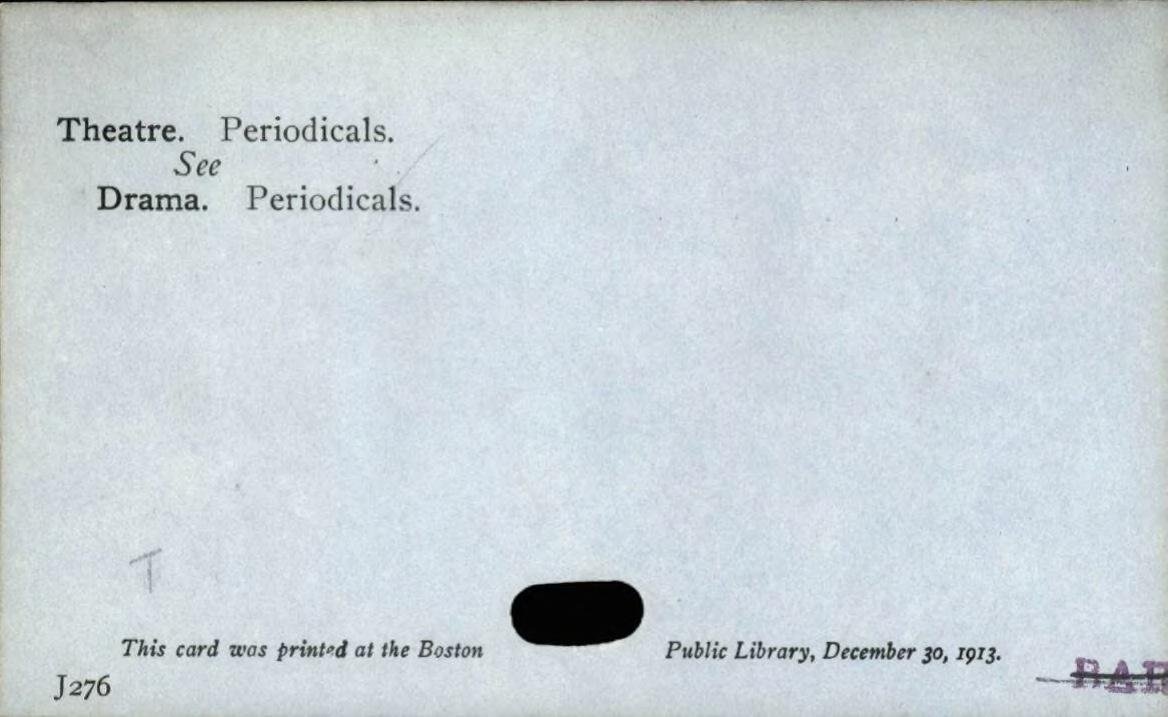 Theatre. Periodicals.
See
Drama. Periodicals.
T
This card was printed at the Boston Public Library, December 30, 1913.
J276